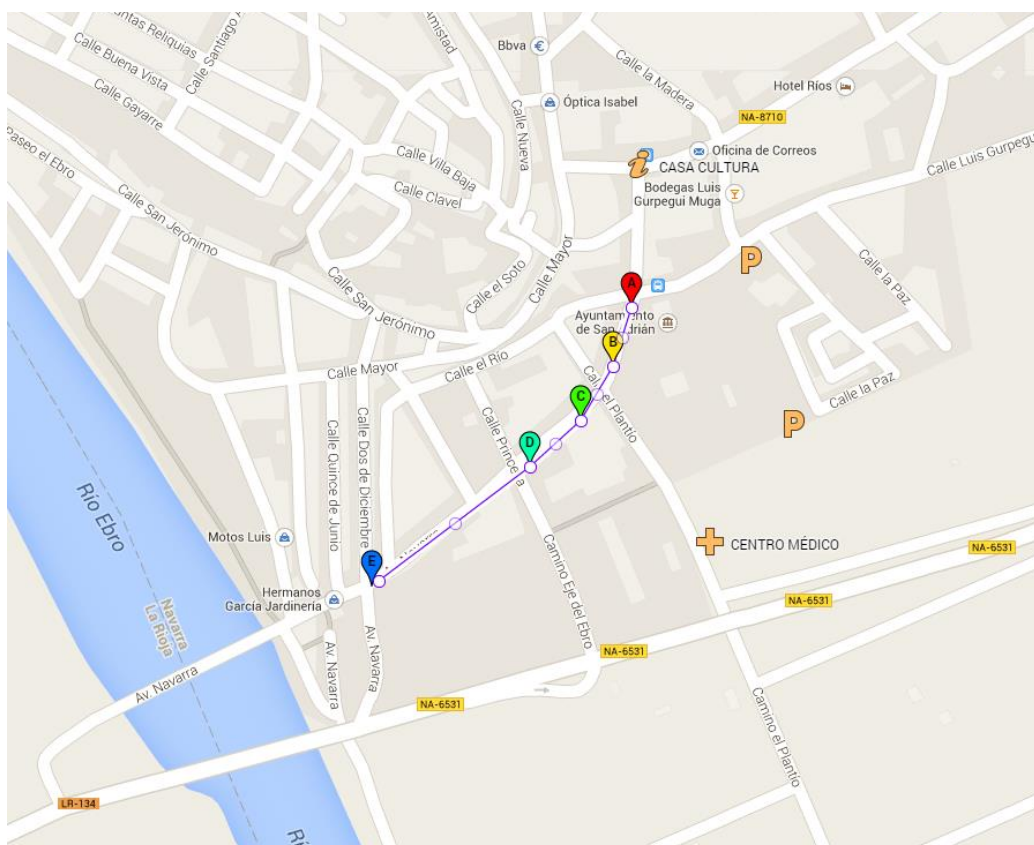 Calle Santiago A
Amistad
Bbva
Calle Buena Vista
Calle la Madera
Hotel Ríos
Calle Gayarre
Óptica Isabel
NA-8710
Calle Nueva
Paseo el Ebro
Calle Villa Baja
Oficina de Correos
CASA CULTURA
Calle Luis Gurpegu
Calle Clavel
Bodegas Luis
Gurpegui Muga
Calle San Jerónimo
Calle Mayor
Calle el Soto
P
Calle la Paz
A
Calle San Jerónimo
Ayuntamiento
de San Adrián
B
Calle el Río
Calle Mayor
Calle el Plantío
Calle la Paz
C
P
Calle Princesa
D
Calle Quince de Junio
Calle Dos de Diciembre
Río Ebro
Motos Luis
CENTRO MÉDICO
NA-6531
E
Hermanos
García Jardinería
Camino Eje del Ebro
NA-6531
Navarra
La Rioja
Av. Navarra
Av. Navarra
Av. Navarra
NA-6531
NA-6531
Camino el Plantío
LR-134
Rí